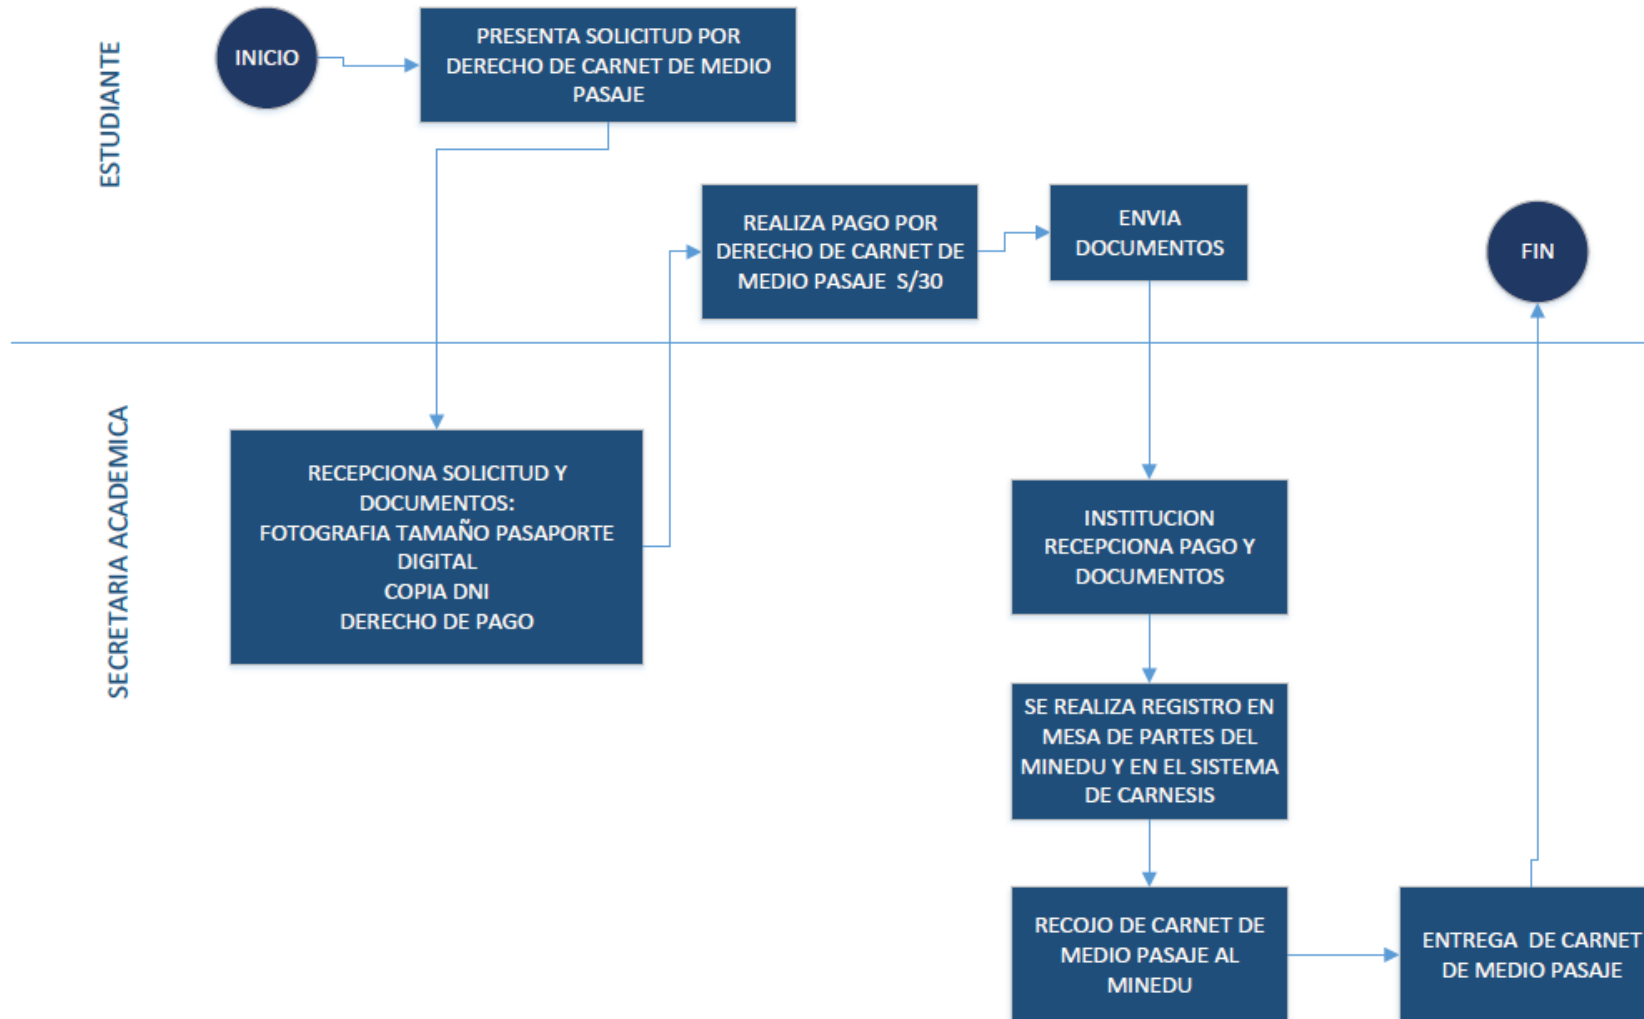 ESTUDIANTE
INICIO
PRESENTA SOLICITUD POR
DERECHO DE CARNET DE MEDIO
PASAJE
REALIZA PAGO POR
DERECHO DE CARNET DE
MEDIO PASAJE  S/30
ENVIA
DOCUMENTOS
FIN
SECRETARIA ACADEMICA
RECEPCIONA SOLICITUD Y
DOCUMENTOS:
FOTOGRAFIA TAMAÑO PASAPORTE
DIGITAL
COPIA DNI
DERECHO DE PAGO
INSTITUCION
RECEPCIONA PAGO Y
DOCUMENTOS
SE REALIZA REGISTRO EN
MESA DE PARTES DEL
MINEDU Y EN EL SISTEMA
DE CARNESIS
RECOJO DE CARNET DE
MEDIO PASAJE AL
MINEDU
ENTREGA  DE CARNET
DE MEDIO PASAJE